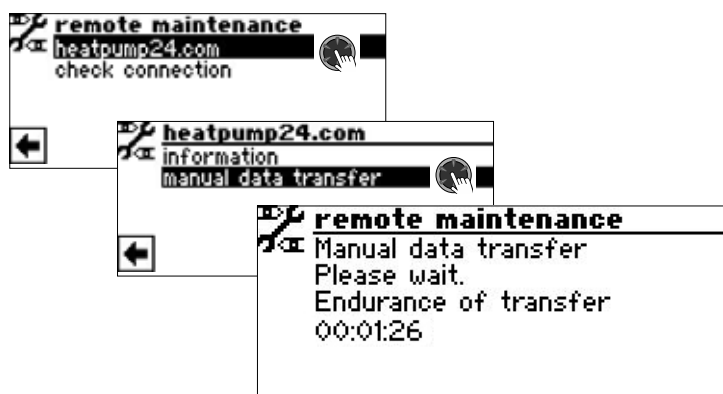 remote maintenance
heatpump24.com
check connection
heatpump24.com
information
manual data transfer
remote maintenance
Manual data transfer
Please wait.
Endurance of transfer
00:01:26